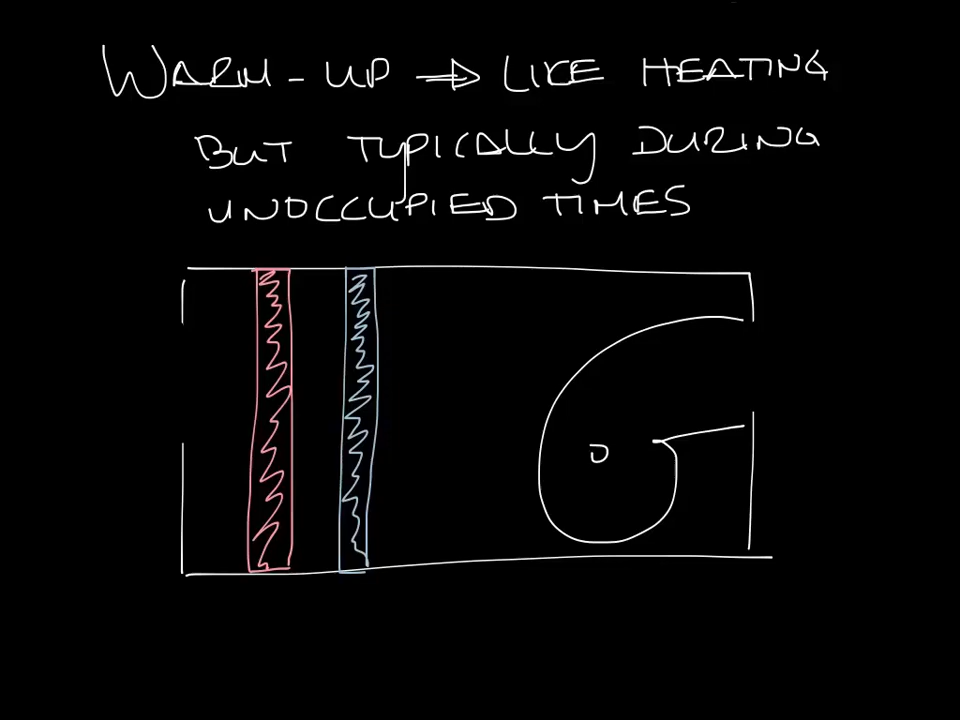 WARM-UP ⇒ LIKE HEATING
BUT TYPICALLY DURING
UNOCCUPIED TIMES